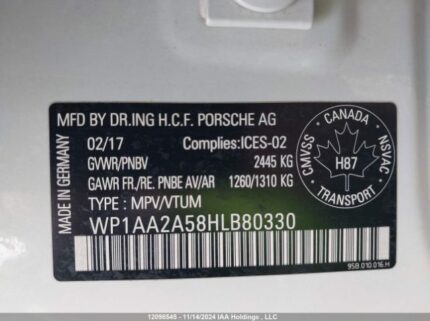 MFD BY DR.ING H.C.F. PORSCHE AG
02/17 Complies:ICES-02
GVWR/PNBV 2445 KG
GAWR FR./RE. PNBE AV/AR 1260/1310 KG
TYPE : MPV/VTUM
WP1AA2A58HLB80330
MADE IN GERMANY
CANADA
CMVSS
NSVAC
H87
TRANSPORT
95B.010.016.H
12098545 - 11/14/2024 IAA Holdings, LLC